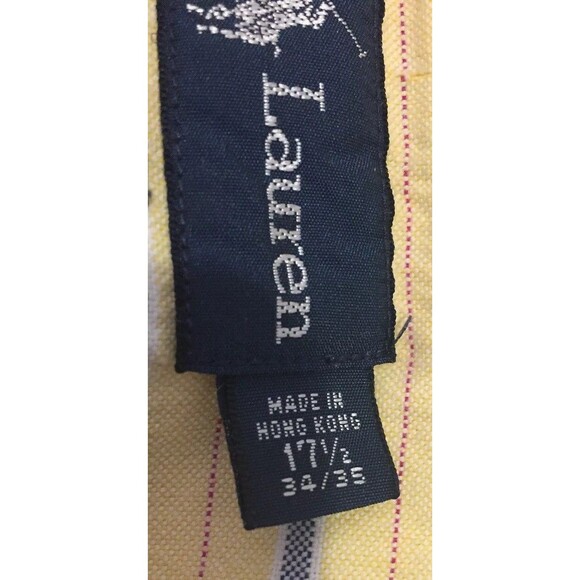 Lauren
MADE IN
HONG KONG
17½
34/35